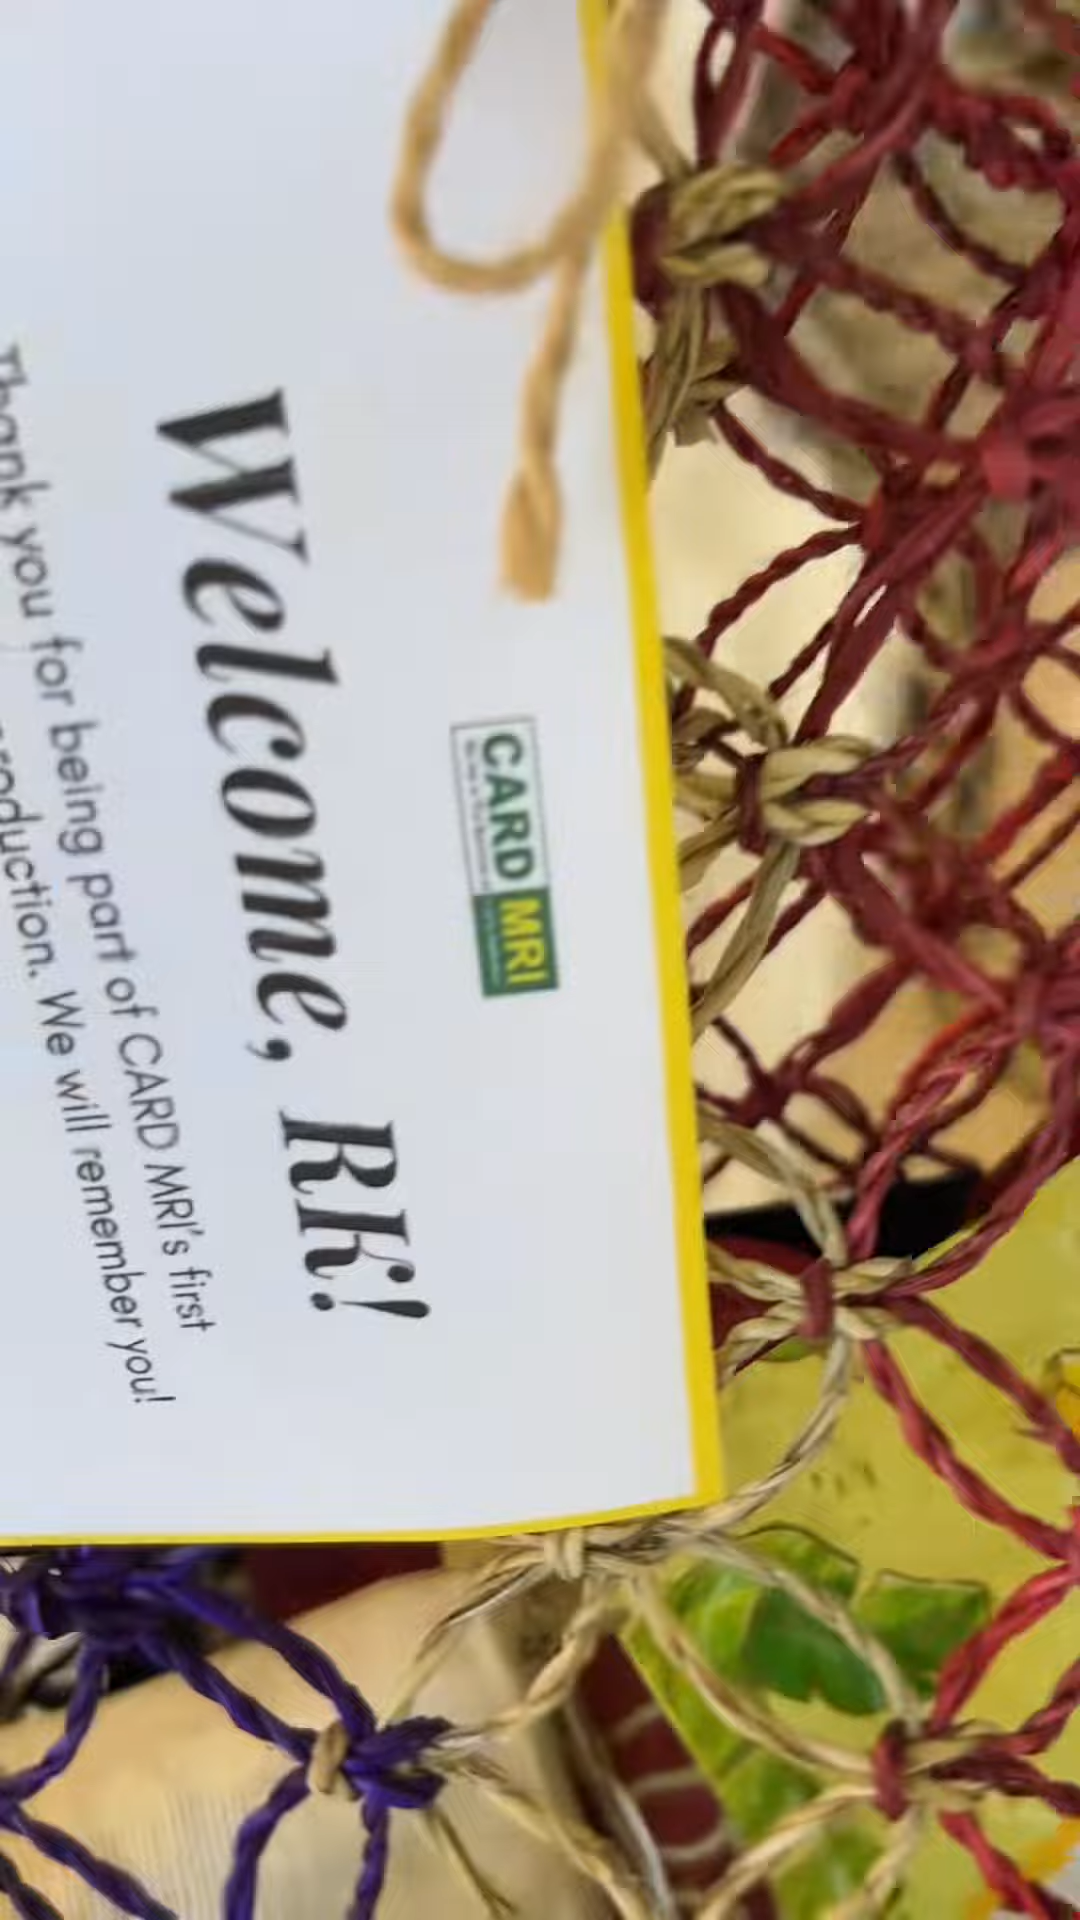 CARD MRI
Welcome, RK!
Thank you for being part of CARD MRI's first
production. We will remember you!